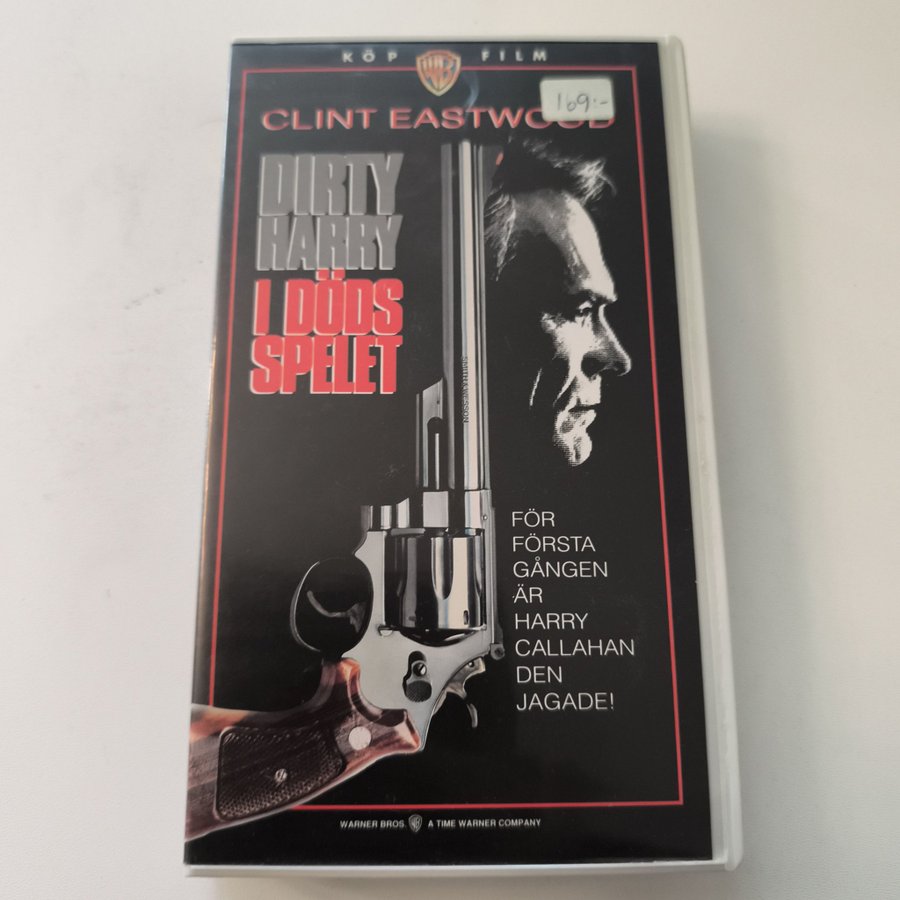 KÖP FILM
169:-
CLINT EASTWOOD
DIRTY
HARRY
I DÖDS
SPELET
SMITH & WESSON
FÖR
FÖRSTA
GÅNGEN
ÄR
HARRY
CALLAHAN
DEN
JAGADE!
WARNER BROS. A TIME WARNER COMPANY